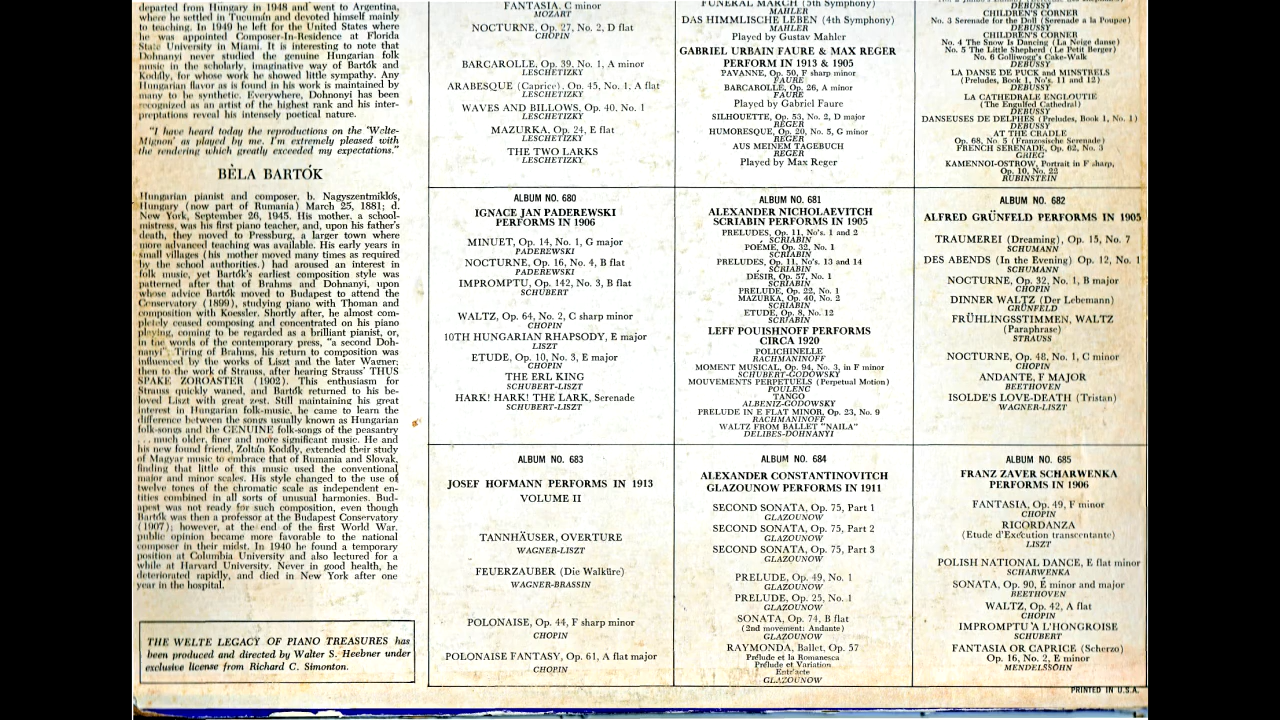 departed from Hungary in 1948 and went to Argentina,
where he settled in Tucumán and devoted himself mainly
to teaching. In 1949 he left for the United States where
he was appointed Composer-In-Residence at Florida
State University in Miami. It is interesting to note that
Dohnanyi never studied the genuine Hungarian folk
music in the scholarly, imaginative way of Bartók and
Kodály, for whose work he showed little sympathy. Any
Hungarian flavor as is found in his work is maintained by
many to be synthetic. Everywhere, Dohnanyi has been
recognized as an artist of the highest rank and his inter-
pretations reveal his intensely poetical nature.
"I have heard today the reproductions on the "Welte-
Mignon" as played by me. I'm extremely pleased with
the rendering which greatly exceeded my expectations."
BÈLA BARTÓK
Hungarian pianist and composer, b. Nagyszentmiklós,
Hungary (now part of Rumania) March 25, 1881; d.
New York, September 26, 1945. His mother, a school-
mistress, was his first piano teacher, and, upon his father's
death, they moved to Pressburg, a larger town where
more advanced teaching was available. His early years in
small villages (his mother moved many times as required
by the school authorities.) had aroused an interest in
folk music, yet Bartók's earliest composition style was
patterned after that of Brahms and Dohnanyi, upon
whose advice Bartók moved to Budapest to attend the
Conservatory (1899), studying piano with Thoman and
composition with Koessler. Shortly after, he almost com-
pletely ceased composing and concentrated on his piano
playing, coming to be regarded as a brilliant pianist, or,
in the words of the contemporary press, "a second Doh-
nanyi". Tiring of Brahms, his return to composition was
influenced by the works of Liszt and the later Wagner;
then to the work of Strauss, after hearing Strauss' THUS
SPAKE ZOROASTER (1902). This enthusiasm for
Strauss quickly waned, and Bartók returned to his be-
loved Liszt with great zest. Still maintaining his great
interest in Hungarian folk-music, he came to learn the
difference between the songs usually known as Hungarian
folk-songs and the GENUINE folk-songs of the peasantry
... much older, finer and more significant music. He and
his new found friend, Zoltán Kodály, extended their study
of Magyar music to embrace that of Rumania and Slovak,
finding that little of this music used the conventional
major and minor scales. His style changed to the use of
twelve tones of the chromatic scale as independent en-
tities combined in all sorts of unusual harmonies. Bud-
apest was not ready for such composition, even though
Bartók was then a professor at the Budapest Conservatory
(1907); however, at the end of the first World War,
public opinion became more favorable to the national
composer in their midst. In 1940 he found a temporary
position at Columbia University and also lectured for a
while at Harvard University. Never in good health, he
deteriorated rapidly, and died in New York after one
year in the hospital.
THE WELTE LEGACY OF PIANO TREASURES has
been produced and directed by Walter S. Heebner under
exclusive license from Richard C. Simonton.
FANTASIA, C minor
MOZART
NOCTURNE, Op. 27, No. 2, D flat
CHOPIN
BARCAROLLE, Op. 39, No. 1, A minor
LESCHETIZKY
ARABESQUE (Caprice), Op. 45, No. 1, A flat
LESCHETIZKY
WAVES AND BILLOWS, Op. 40, No. 1
LESCHETIZKY
MAZURKA, Op. 24, E flat
LESCHETIZKY
THE TWO LARKS
LESCHETIZKY
FUNERAL MARCH (5th Symphony)
MAHLER
DAS HIMMLISCHE LEBEN (4th Symphony)
MAHLER
Played by Gustav Mahler
GABRIEL URBAIN FAURE & MAX REGER
PERFORM IN 1913 & 1905
PAVANNE, Op. 50, F sharp minor
FAURE
BARCAROLLE, Op. 26, A minor
FAURE
Played by Gabriel Faure
SILHOUETTE, Op. 53, No. 2, D major
REGER
HUMORESQUE, Op. 20, No. 5, G minor
REGER
AUS MEINEM TAGEBUCH
REGER
Played by Max Reger
DEBUSSY
CHILDREN'S CORNER
No. 3 Serenade for the Doll (Serenade a la Poupee)
DEBUSSY
CHILDREN'S CORNER
No. 4 The Snow Is Dancing (La Neige danse)
No. 5 The Little Shepherd (Le Petit Berger)
No. 6 Golliwogg's Cake-Walk
DEBUSSY
LA DANSE DE PUCK and MINSTRELS
(Preludes, Book 1, No's. 11 and 12)
DEBUSSY
LA CATHEDRALE ENGLOUTIE
(The Engulfed Cathedral)
DEBUSSY
DANSEUSES DE DELPHES (Preludes, Book 1, No. 1)
DEBUSSY
AT THE CRADLE
Op. 68, No. 5 (Französische Serenade)
FRENCH SERENADE, Op. 62, No. 3
GRIEG
KAMENNOI-OSTROW, Portrait in F sharp,
Op. 10, No. 22
RUBINSTEIN
ALBUM NO. 680
IGNACE JAN PADEREWSKI
PERFORMS IN 1906
MINUET, Op. 14, No. 1, G major
PADEREWSKI
NOCTURNE, Op. 16, No. 4, B flat
PADEREWSKI
IMPROMPTU, Op. 142, No. 3, B flat
SCHUBERT
WALTZ, Op. 64, No. 2, C sharp minor
CHOPIN
10TH HUNGARIAN RHAPSODY, E major
LISZT
ETUDE, Op. 10, No. 3, E major
CHOPIN
THE ERL KING
SCHUBERT-LISZT
HARK! HARK! THE LARK, Serenade
SCHUBERT-LISZT
ALBUM NO. 681
ALEXANDER NICHOLAEVITCH
SCRIABIN PERFORMS IN 1905
PRELUDES, Op. 11, No's. 1 and 2
SCRIABIN
POÉME, Op. 32, No. 1
SCRIABIN
PRELUDES, Op. 11, No's. 13 and 14
SCRIABIN
DÉSIR, Op. 57, No. 1
SCRIABIN
PRELUDE, Op. 22, No. 1
MAZURKA, Op. 40, No. 2
SCRIABIN
ETUDE, Op. 8, No. 12
SCRIABIN
LEFF POUISHNOFF PERFORMS
CIRCA 1920
POLICHINELLE
RACHMANINOFF
MOMENT MUSICAL, Op. 94, No. 3, in F minor
SCHUBERT-GODOWSKY
MOUVEMENTS PERPETUELS (Perpetual Motion)
POULENC
TANGO
ALBENIZ-GODOWSKY
PRELUDE IN E FLAT MINOR, Op. 23, No. 9
RACHMANINOFF
WALTZ FROM BALLET "NAILA"
DELIBES-DOHNANYI
ALBUM NO. 682
ALFRED GRÜNFELD PERFORMS IN 1905
TRAUMEREI (Dreaming), Op. 15, No. 7
SCHUMANN
DES ABENDS (In the Evening) Op. 12, No. 1
SCHUMANN
NOCTURNE, Op. 32, No. 1, B major
CHOPIN
DINNER WALTZ (Der Lebemann)
GRÜNFELD
FRÜHLINGSSTIMMEN, WALTZ
(Paraphrase)
STRAUSS
NOCTURNE, Op. 48, No. 1, C minor
CHOPIN
ANDANTE, F MAJOR
BEETHOVEN
ISOLDE'S LOVE-DEATH (Tristan)
WAGNER-LISZT
ALBUM NO. 683
JOSEF HOFMANN PERFORMS IN 1913
VOLUME II
TANNHÄUSER, OVERTURE
WAGNER-LISZT
FEUERZAUBER (Die Walküre)
WAGNER-BRASSIN
POLONAISE, Op. 44, F sharp minor
CHOPIN
POLONAISE FANTASY, Op. 61, A flat major
CHOPIN
ALBUM NO. 684
ALEXANDER CONSTANTINOVITCH
GLAZOUNOW PERFORMS IN 1911
SECOND SONATA, Op. 75, Part 1
GLAZOUNOW
SECOND SONATA, Op. 75, Part 2
GLAZOUNOW
SECOND SONATA, Op. 75, Part 3
GLAZOUNOW
PRELUDE, Op. 49, No. 1
GLAZOUNOW
PRELUDE, Op. 25, No. 1
GLAZOUNOW
SONATA, Op. 74, B flat
(2nd movement: Andante)
GLAZOUNOW
RAYMONDA, Ballet, Op. 57
Prélude et la Romanesca
Prélude et Variation
Entr'acte
GLAZOUNOW
ALBUM NO. 685
FRANZ ZAVER SCHARWENKA
PERFORMS IN 1906
FANTASIA, Op. 49, F minor
CHOPIN
RICORDANZA
(Etude d'Exécution transcentante)
LISZT
POLISH NATIONAL DANCE, E flat minor
SCHARWENKA
SONATA, Op. 90, E minor and major
BEETHOVEN
WALTZ, Op. 42, A flat
CHOPIN
IMPROMPTU A L'HONGROISE
SCHUBERT
FANTASIA OR CAPRICE (Scherzo)
Op. 16, No. 2, E minor
MENDELSSOHN
PRINTED IN U.S.A.